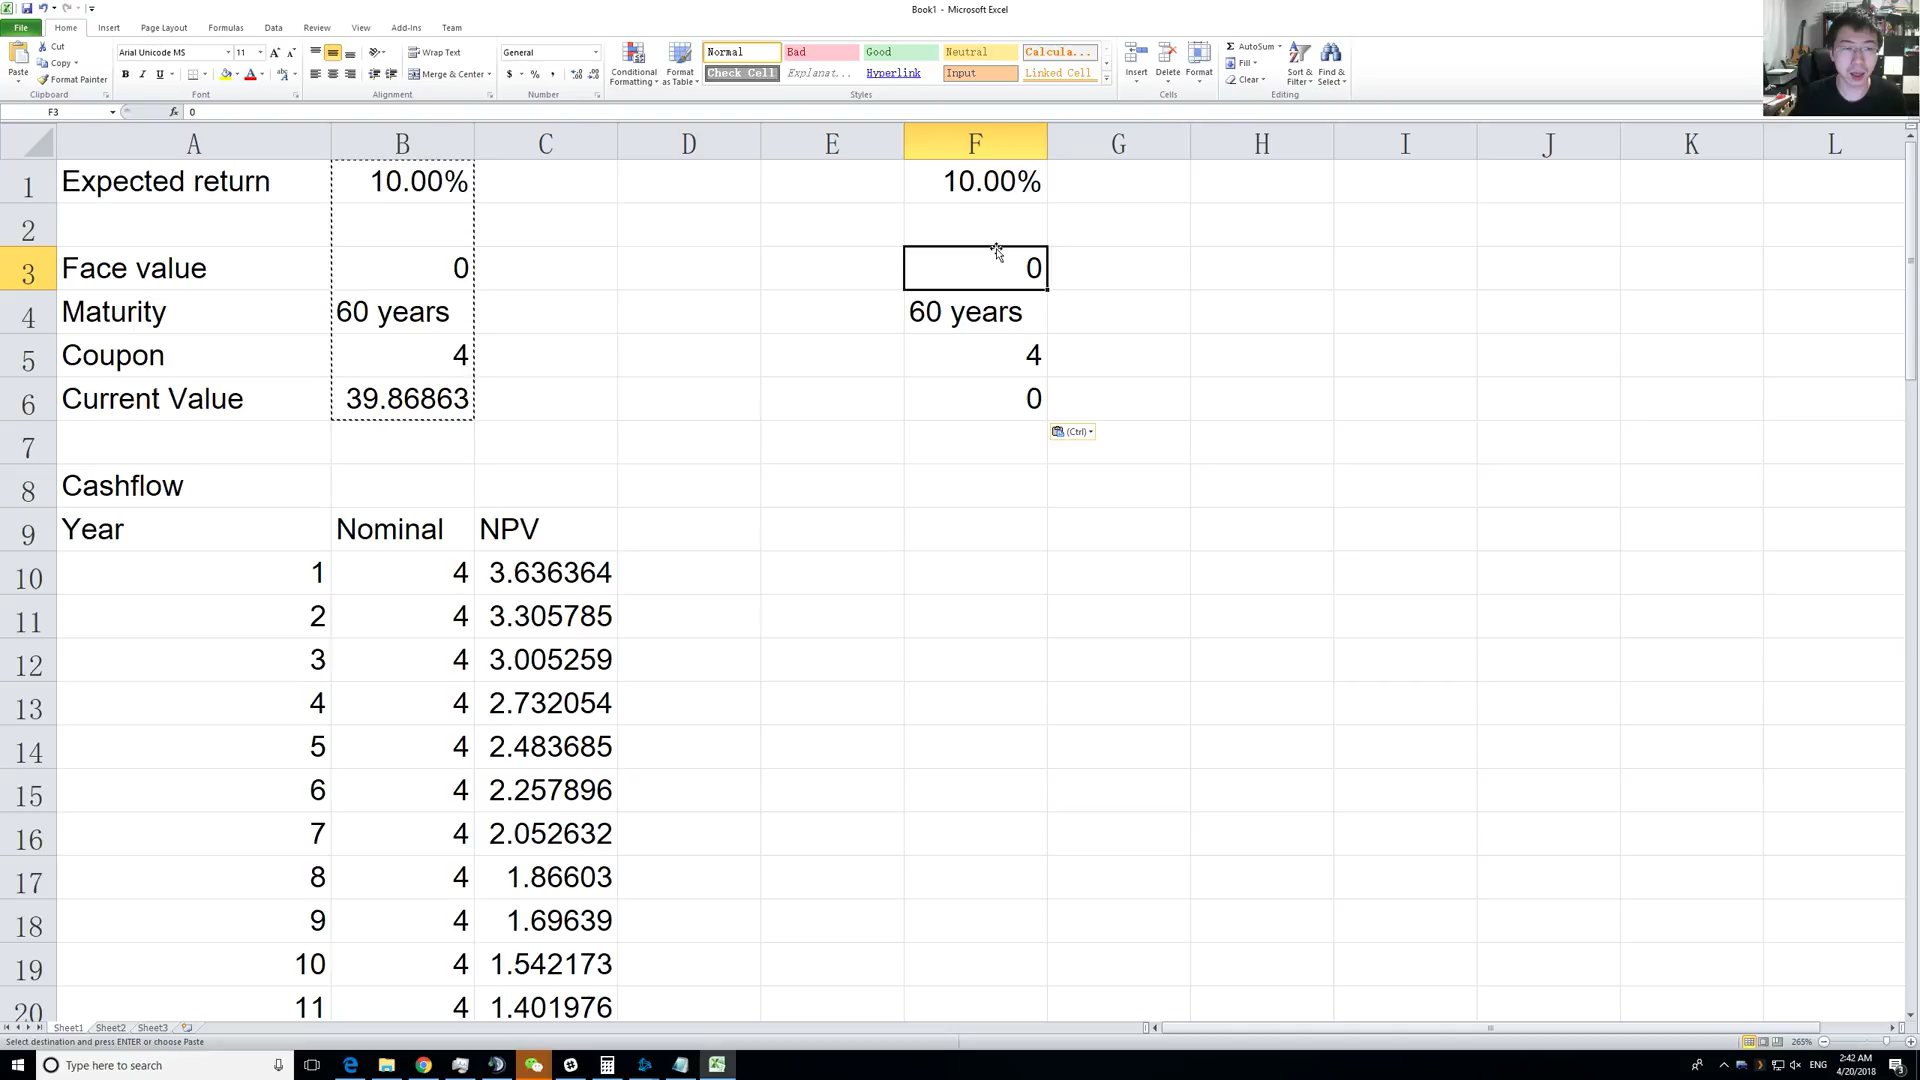 Book1 - Microsoft Excel
File Home Insert Page Layout Formulas Data Review View Add-Ins Team
Cut
Copy
Format Painter
Paste
Clipboard
Arial Unicode MS 11 A A
B I U A
Font
Wrap Text
Merge & Center
Alignment
General
$ % ,
Number
Conditional Formatting
Format as Table
Normal Bad Good Neutral Calcula...
Check Cell Explanat... Hyperlink Input Linked Cell
Styles
Insert Delete Format
Cells
Σ AutoSum
Fill
Clear
Sort & Filter
Find & Select
Editing
F3 fx 0
A B C D E F G H I J K L
1 Expected return 10.00% 10.00%
2
3 Face value 0 0
4 Maturity 60 years 60 years
5 Coupon 4 4
6 Current Value 39.86863 0
7 (Ctrl)
8 Cashflow
9 Year Nominal NPV
10 1 4 3.636364
11 2 4 3.305785
12 3 4 3.005259
13 4 4 2.732054
14 5 4 2.483685
15 6 4 2.257896
16 7 4 2.052632
17 8 4 1.86603
18 9 4 1.69639
19 10 4 1.542173
20 11 4 1.401976
Sheet1 Sheet2 Sheet3
Select destination and press ENTER or choose Paste
265%
Type here to search
ENG
2:42 AM
4/20/2018